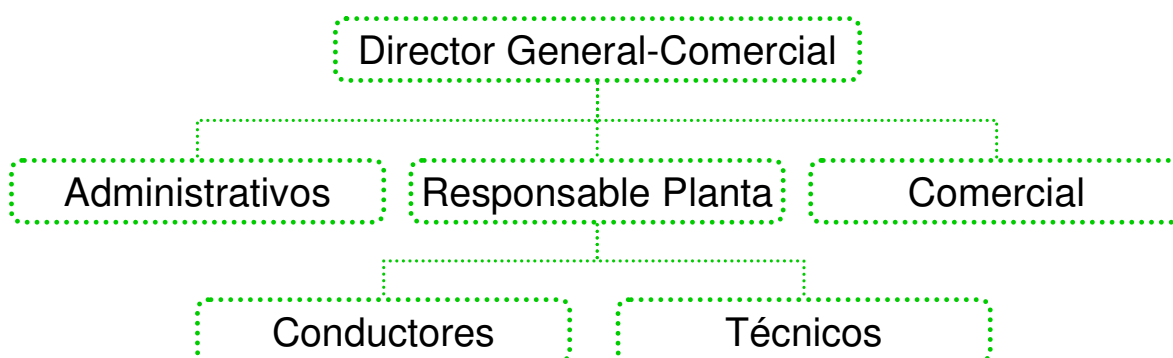 Director General-Comercial
Administrativos
Responsable Planta
Comercial
Conductores
Técnicos